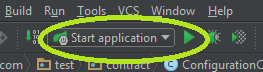 Build Run Tools VCS Window Help
Start application
com test contract ConfigurationC